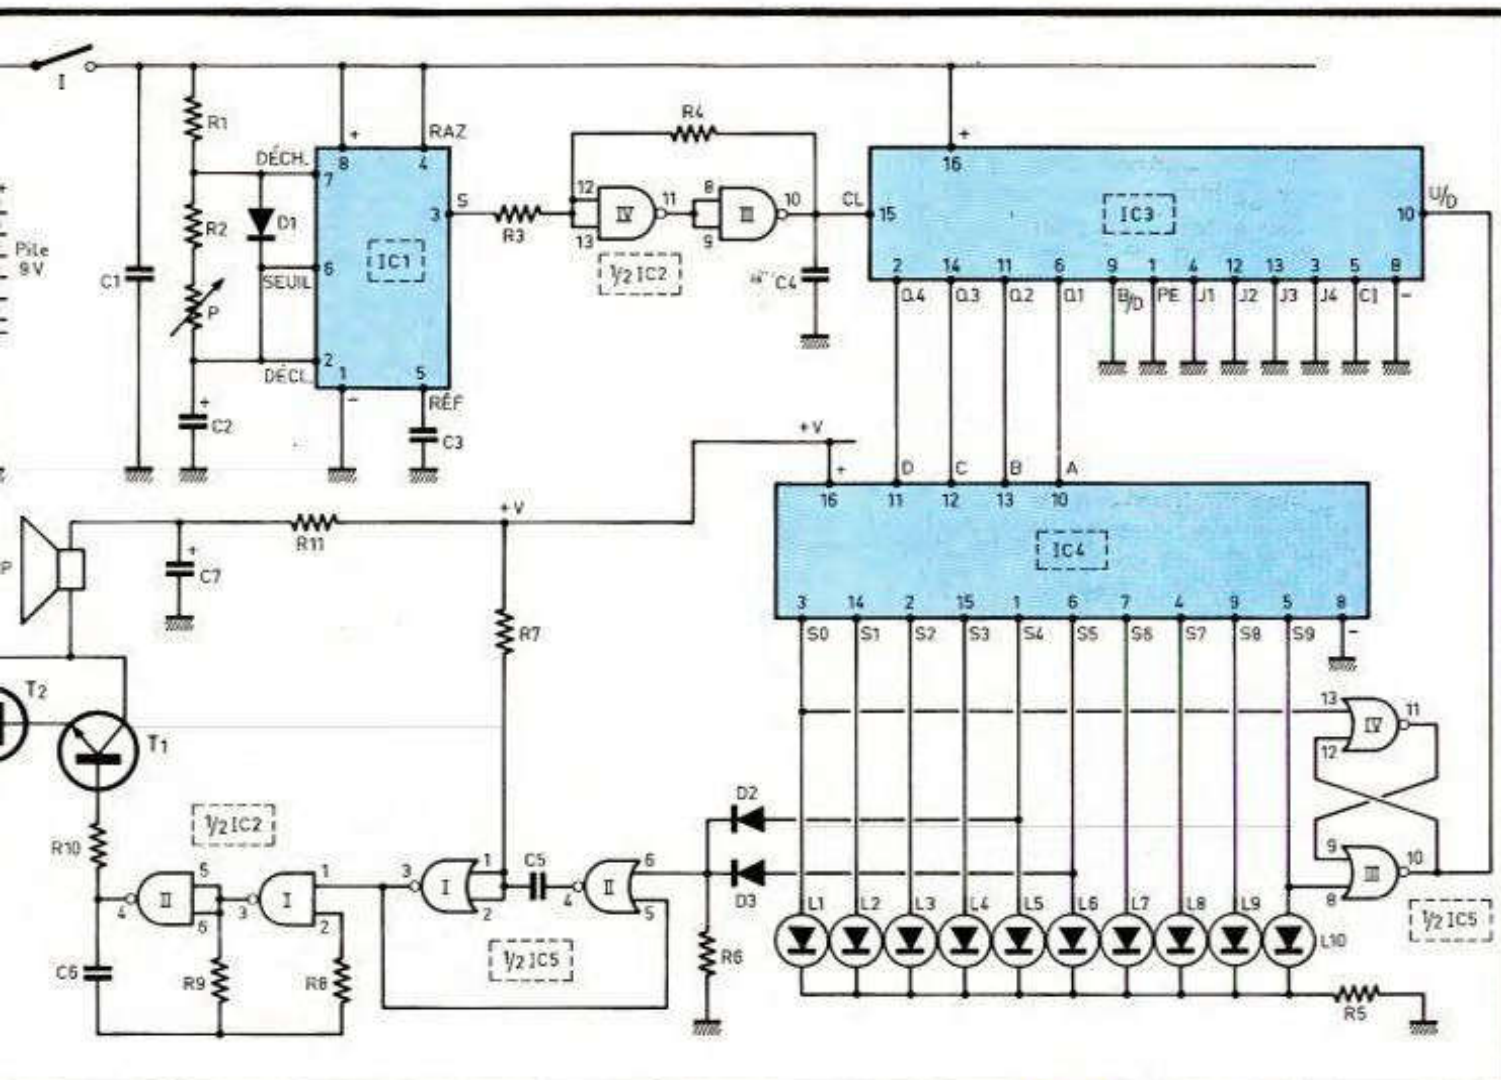 I
R1
DÉCH.
7
+
8
RAZ
4
R2
D1
6
SEUIL
IC1
3
S
P
2
DÉCL.
1
-
5
RÉF
C1
+
C2
C3
Pile
9V
R3
R4
12
13
IV
11
8
9
III
10
1/2 IC2
C4
CL
15
+
16
IC3
U/D
10
2
14
11
6
9
1
4
12
13
3
5
8
Q4
Q3
Q2
Q1
B/D
PE
J1
J2
J3
J4
CI
-
+V
+
16
D
11
C
12
B
13
A
10
IC4
3
14
2
15
1
6
7
4
9
5
8
S0
S1
S2
S3
S4
S5
S6
S7
S8
S9
-
P
+
C7
R11
+V
R7
T2
T1
R10
1/2 IC2
4
II
5
6
3
I
1
2
C6
R9
R8
3
I
1
2
C5
4
II
6
5
1/2 IC5
D2
D3
R6
13
12
IV
11
9
8
III
10
1/2 IC5
L1
L2
L3
L4
L5
L6
L7
L8
L9
L10
R5